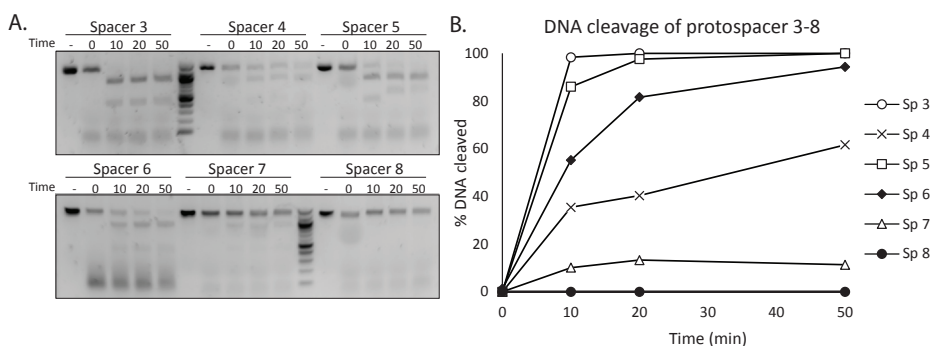 A.
Spacer 3 Spacer 4 Spacer 5
Time - 0 10 20 50 - 0 10 20 50 - 0 10 20 50
Spacer 6 Spacer 7 Spacer 8
Time - 0 10 20 50 - 0 10 20 50 - 0 10 20 50
B.
DNA cleavage of protospacer 3-8
% DNA cleaved
100
80
60
40
20
0
0 10 20 30 40 50
Time (min)
Sp 3
Sp 4
Sp 5
Sp 6
Sp 7
Sp 8